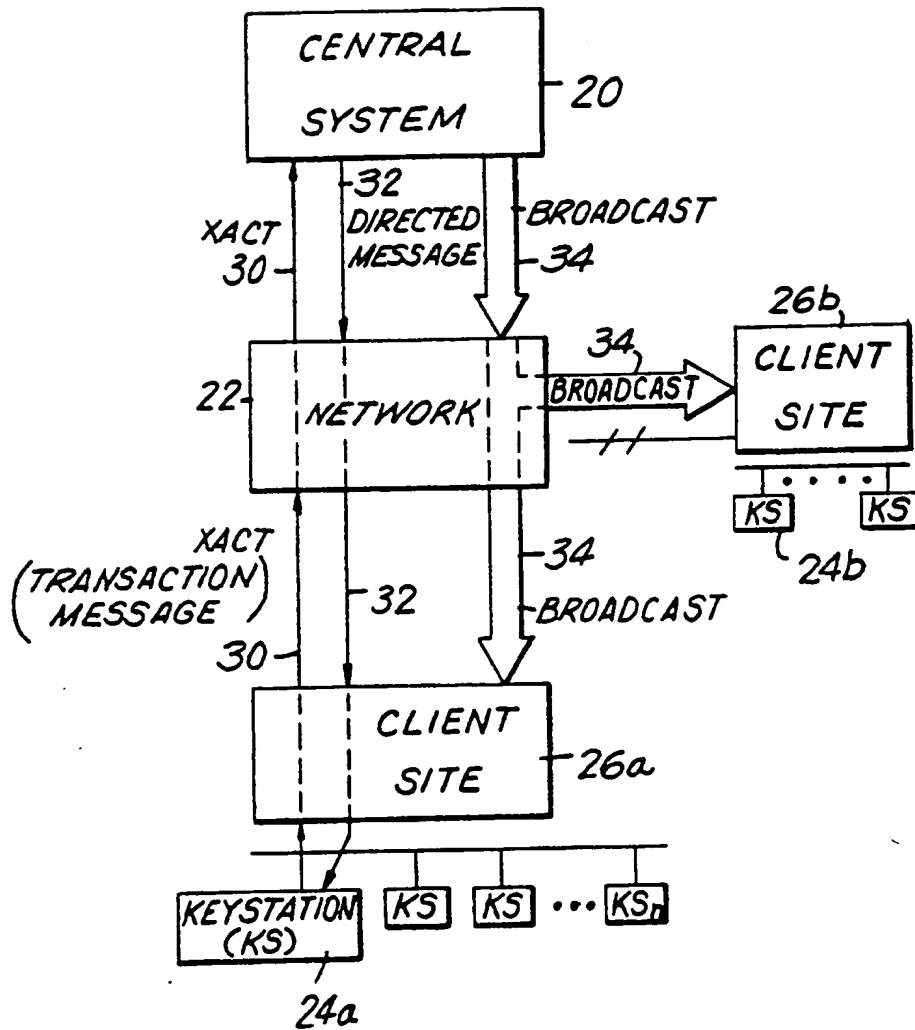 CENTRAL
SYSTEM
20
32
DIRECTED
MESSAGE
BROADCAST
34
XACT
30
26b
CLIENT
SITE
34
BROADCAST
22
NETWORK
KS
KS
24b
XACT
(TRANSACTION
MESSAGE)
30
32
34
BROADCAST
CLIENT
SITE
26a
KEYSTATION
(KS)
KS
KS
KSn
24a